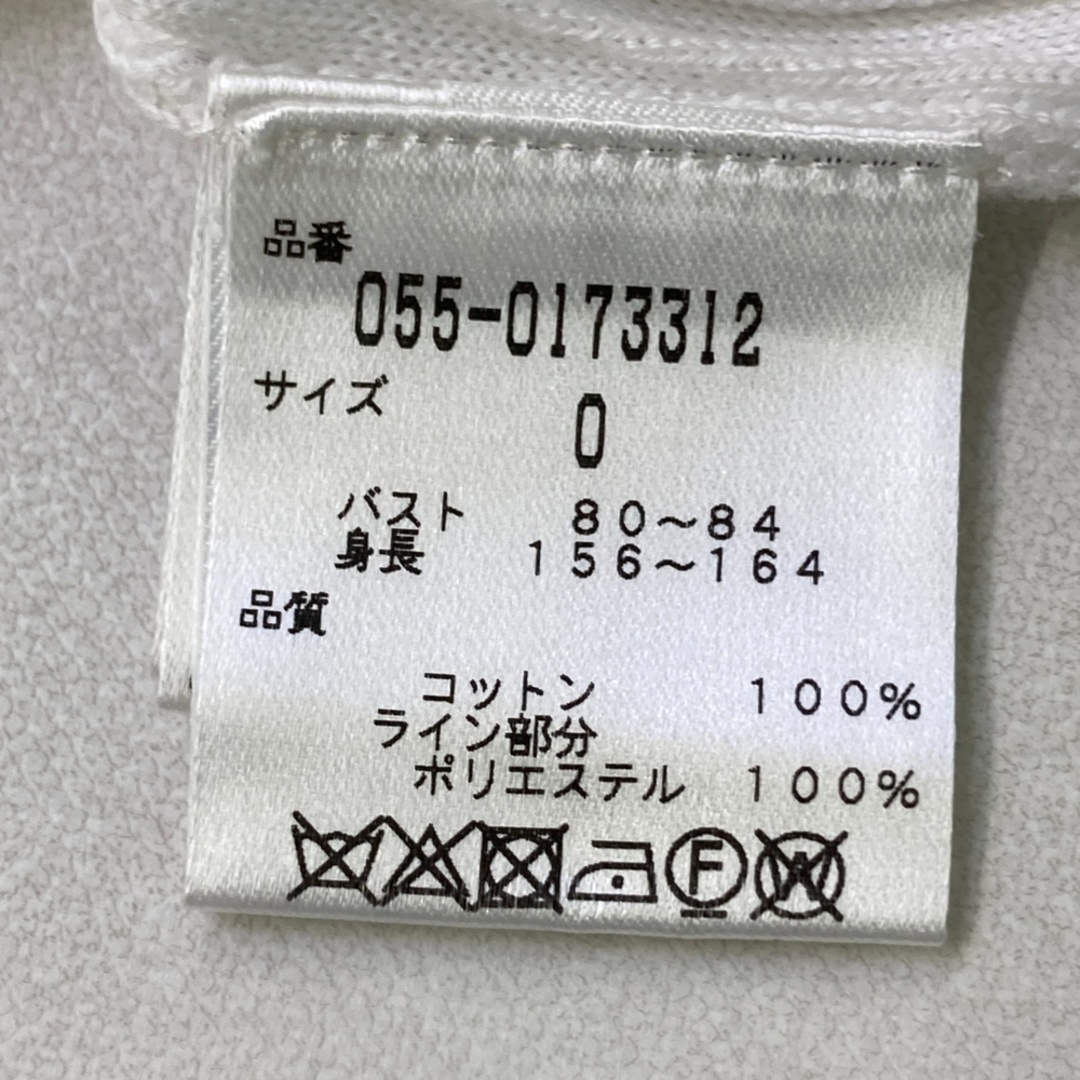 品番
055-0173312
サイズ
0
バスト 80~84
身長 156~164
品質
コットン 100%
ライン部分
ポリエステル 100%
F W